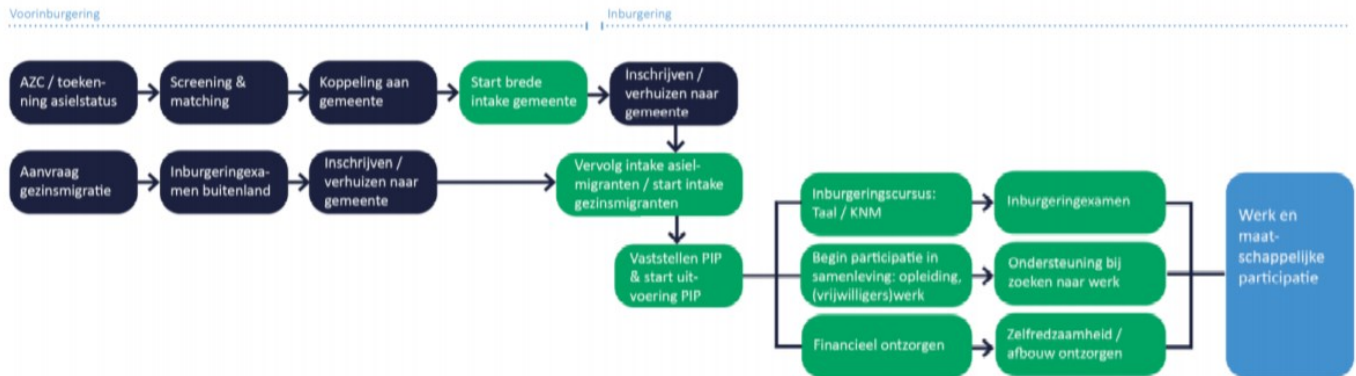 Voorinburgering
Inburgering
AZC / toeken-
ning asielstatus
Screening &
matching
Koppeling aan
gemeente
Start brede
intake gemeente
Inschrijven /
verhuizen naar
gemeente
Aanvraag
gezinsmigratie
Inburgeringexa-
men buitenland
Inschrijven /
verhuizen naar
gemeente
Vervolg intake asiel-
migranten / start intake
gezinsmigranten
Vaststellen PIP
& start uit-
voering PIP
Inburgeringscursus:
Taal / KNM
Inburgeringexamen
Begin participatie in
samenleving: opleiding,
(vrijwilligers)werk
Ondersteuning bij
zoeken naar werk
Financieel ontzorgen
Zelfredzaamheid /
afbouw ontzorgen
Werk en
maat-
schappelijke
participatie